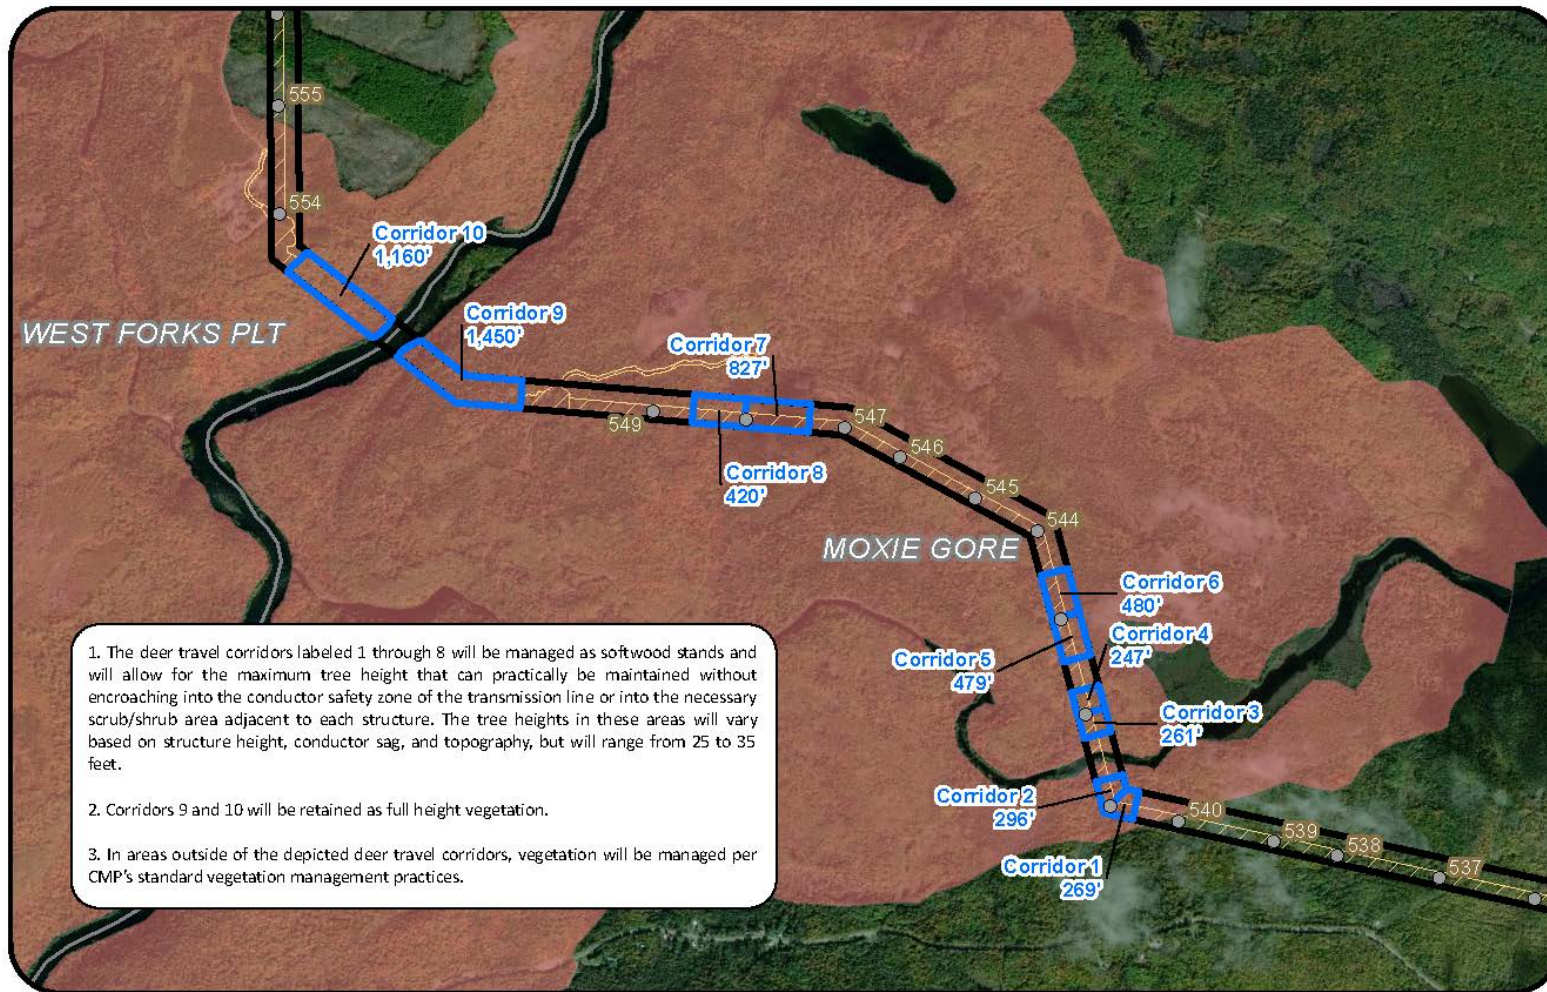 555
554
Corridor 10
1,160'
WEST FORKS PLT
Corridor 9
1,450'
Corridor 7
827'
549
547
Corridor 8
420'
546
545
544
MOXIE GORE
Corridor 6
480'
Corridor 4
247'
Corridor 5
479'
Corridor 3
261'
Corridor 2
296'
540
539
538
537
Corridor 1
269'
1. The deer travel corridors labeled 1 through 8 will be managed as softwood stands and
will allow for the maximum tree height that can practically be maintained without
encroaching into the conductor safety zone of the transmission line or into the necessary
scrub/shrub area adjacent to each structure. The tree heights in these areas will vary
based on structure height, conductor sag, and topography, but will range from 25 to 35
feet.
2. Corridors 9 and 10 will be retained as full height vegetation.
3. In areas outside of the depicted deer travel corridors, vegetation will be managed per
CMP's standard vegetation management practices.